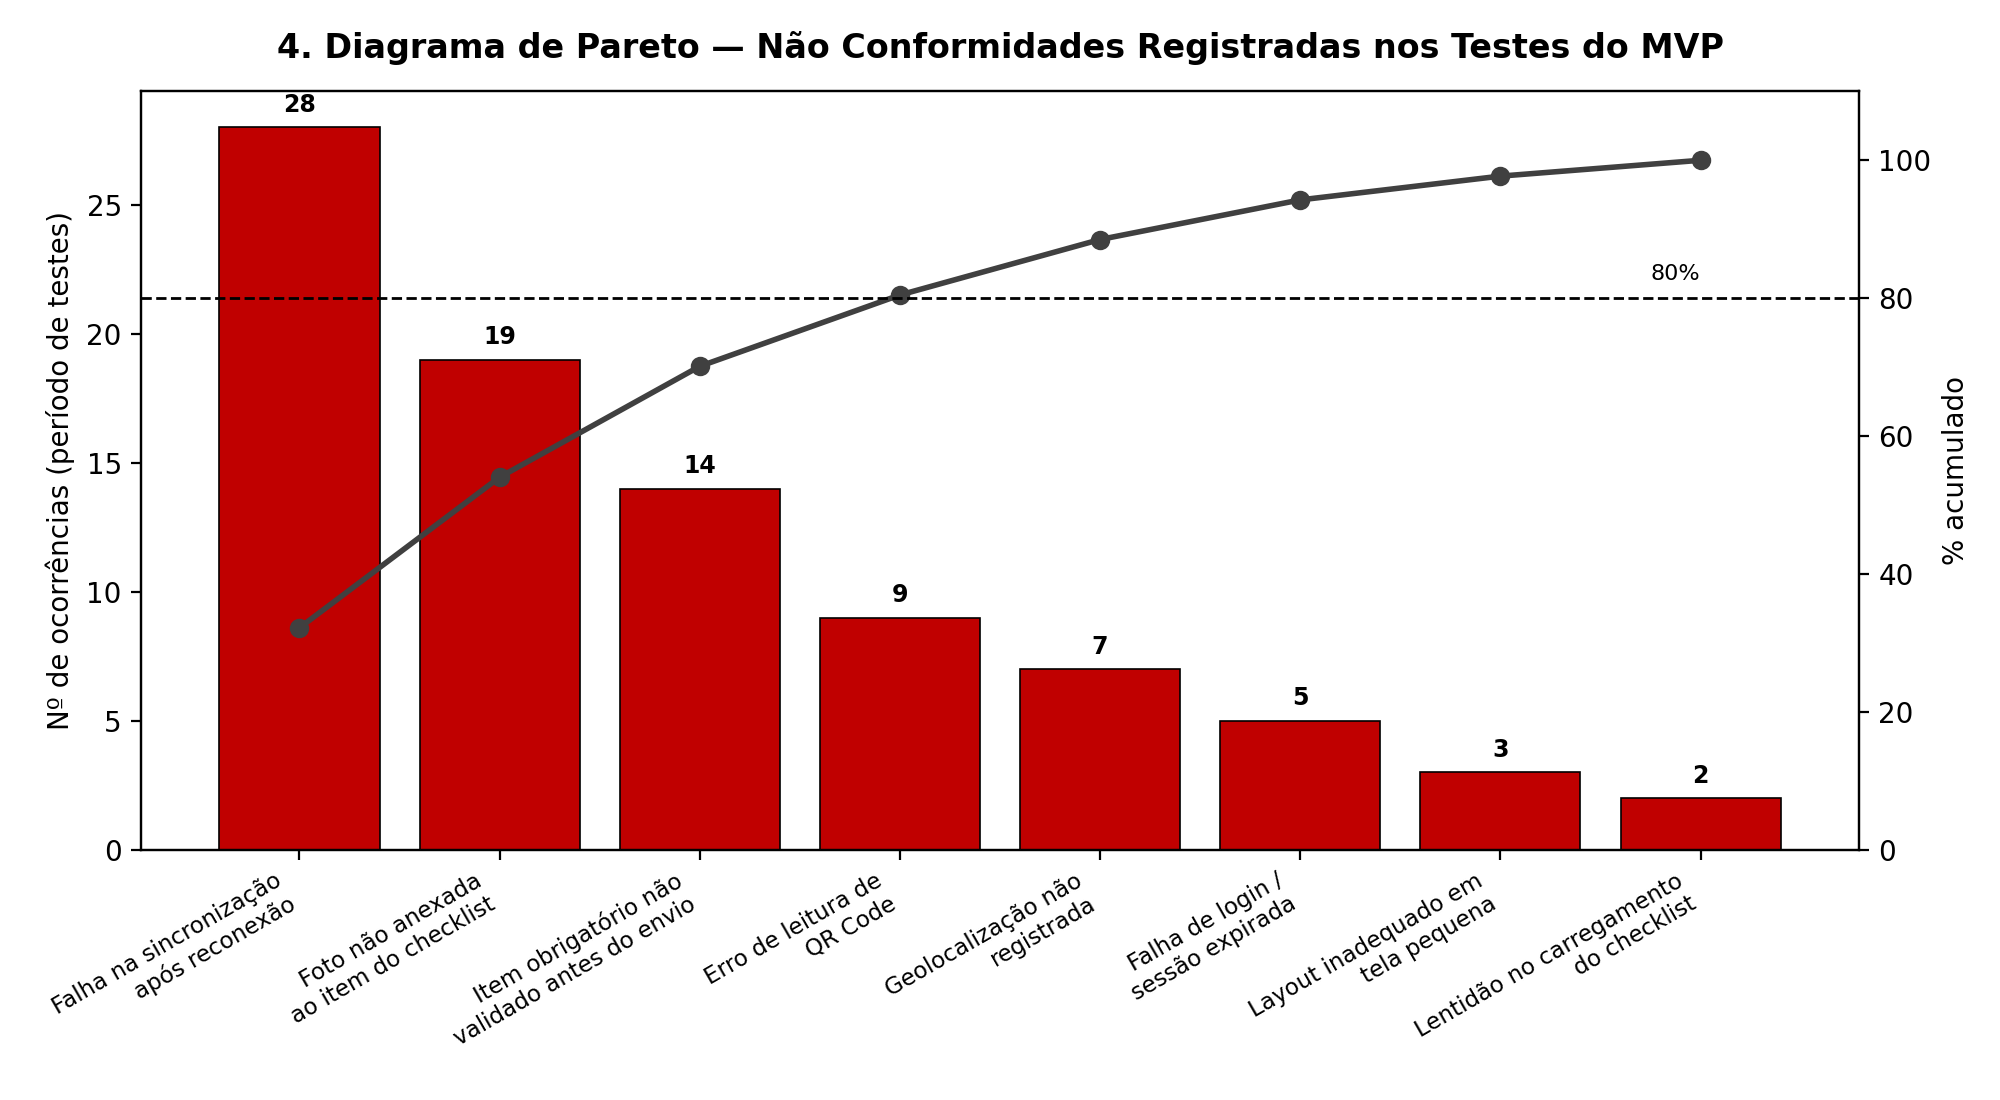 4. Diagrama de Pareto — Não Conformidades Registradas nos Testes do MVP
Nº de ocorrências (período de testes)
25
20
15
10
5
0
28
19
14
9
7
5
3
2
80%
100
80
60
40
20
0
% acumulado
Falha na sincronização
após reconexão
Foto não anexada
ao item do checklist
Item obrigatório não
validado antes do envio
Erro de leitura de
QR Code
Geolocalização não
registrada
Falha de login /
sessão expirada
Layout inadequado em
tela pequena
Lentidão no carregamento
do checklist